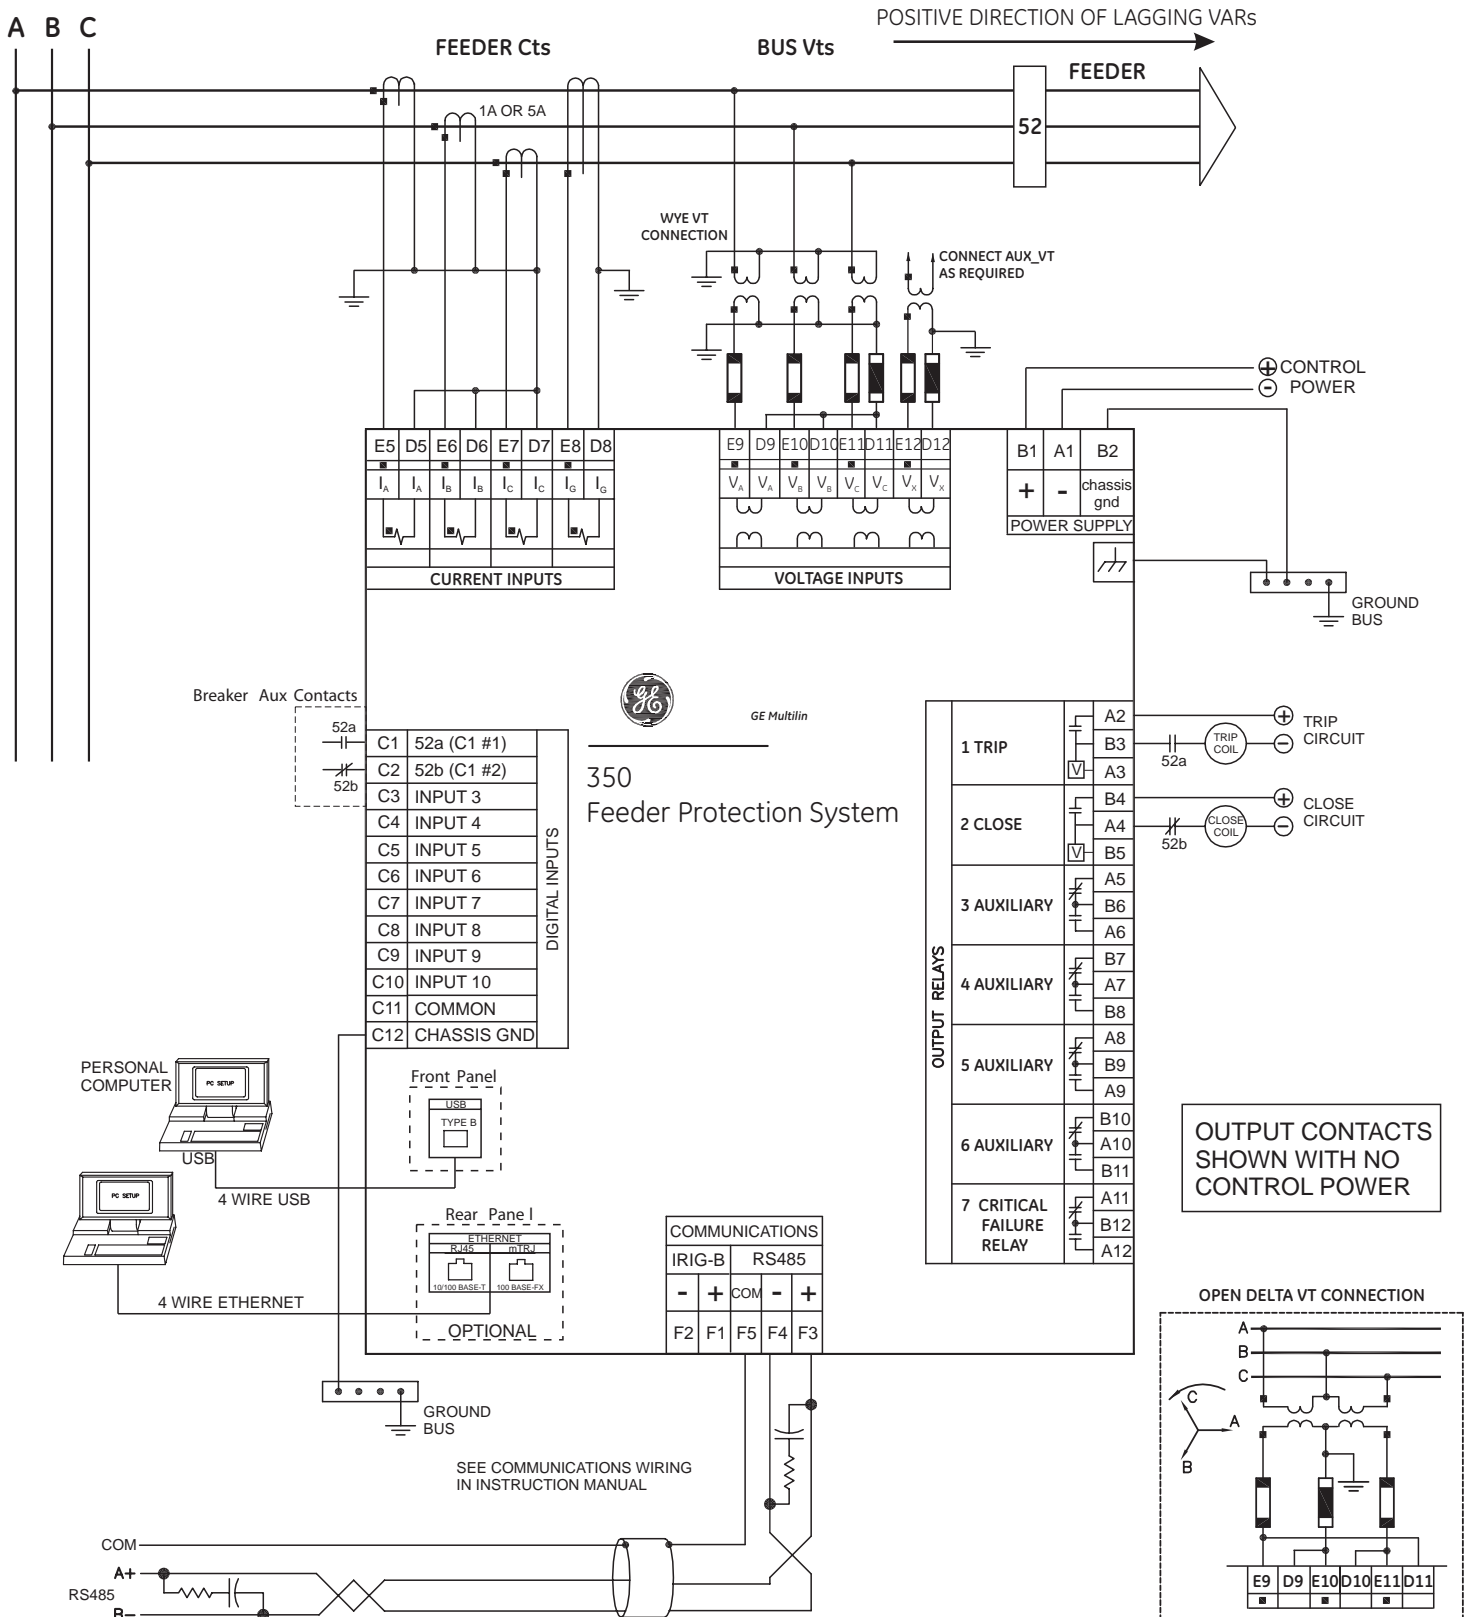 POSITIVE DIRECTION OF LAGGING VARs
A B C
FEEDER Cts
BUS Vts
FEEDER
1A OR 5A
52
WYE VT
CONNECTION
CONNECT AUX_VT
AS REQUIRED
CONTROL
POWER
+
-
E5 D5 E6 D6 E7 D7 E8 D8
IA IA IB IB IC IC IG IG
CURRENT INPUTS
E9 D9 E10 D10 E11 D11 E12 D12
VA VA VB VB VC VC VX VX
VOLTAGE INPUTS
B1 A1 B2
+ - chassis
gnd
POWER SUPPLY
GROUND
BUS
Breaker Aux Contacts
52a
52b
C1 52a (C1 #1)
C2 52b (C1 #2)
C3 INPUT 3
C4 INPUT 4
C5 INPUT 5
C6 INPUT 6
C7 INPUT 7
C8 INPUT 8
C9 INPUT 9
C10 INPUT 10
C11 COMMON
C12 CHASSIS GND
DIGITAL INPUTS
GE
GE Multilin
350
Feeder Protection System
OUTPUT RELAYS
1 TRIP
V
A2
B3
A3
2 CLOSE
V
B4
A4
B5
3 AUXILIARY
A5
B6
A6
4 AUXILIARY
B7
A7
B8
5 AUXILIARY
A8
B9
A9
6 AUXILIARY
B10
A10
B11
7 CRITICAL
FAILURE
RELAY
A11
B12
A12
52a
TRIP
COIL
+
-
TRIP
CIRCUIT
52b
CLOSE
COIL
+
-
CLOSE
CIRCUIT
OUTPUT CONTACTS
SHOWN WITH NO
CONTROL POWER
PERSONAL
COMPUTER
PC SETUP
USB
4 WIRE USB
PC SETUP
4 WIRE ETHERNET
Front Panel
USB
TYPE B
Rear Pane l
ETHERNET
RJ45 mTRJ
10/100 BASE-T 100 BASE-FX
OPTIONAL
COMMUNICATIONS
IRIG-B RS485
- + COM - +
F2 F1 F5 F4 F3
GROUND
BUS
SEE COMMUNICATIONS WIRING
IN INSTRUCTION MANUAL
COM
A+
RS485
B-
OPEN DELTA VT CONNECTION
A
B
C
C
A
B
E9 D9 E10 D10 E11 D11